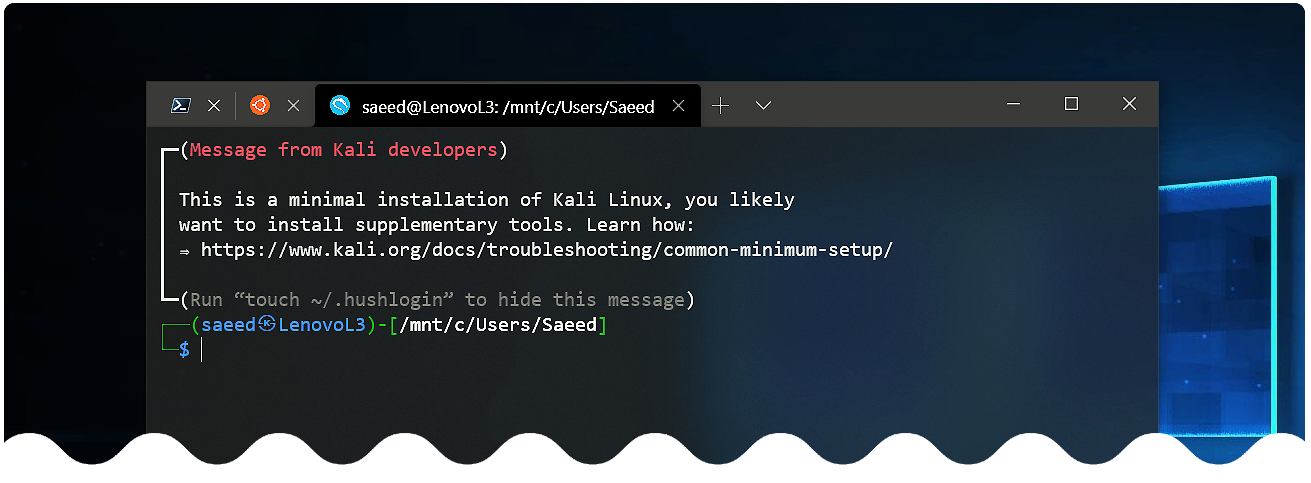 saeed@LenovoL3: /mnt/c/Users/Saeed
(Message from Kali developers)
This is a minimal installation of Kali Linux, you likely
want to install supplementary tools. Learn how:
⇒ https://www.kali.org/docs/troubleshooting/common-minimum-setup/
(Run “touch ~/.hushlogin” to hide this message)
(saeed㉿LenovoL3)-[/mnt/c/Users/Saeed]
$